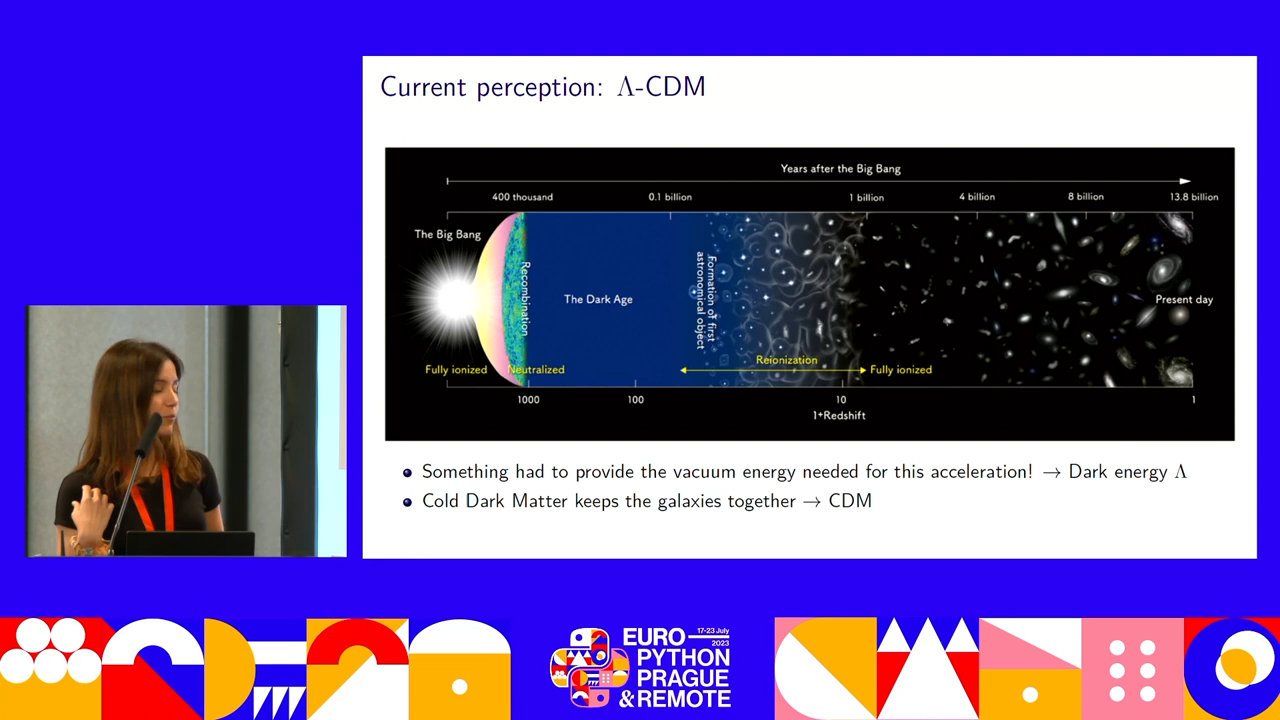 Current perception: Λ-CDM
Years after the Big Bang
400 thousand
0.1 billion
1 billion
4 billion
8 billion
13.8 billion
The Big Bang
Recombination
The Dark Age
Formation of first
astronomical object
Present day
Reionization
Fully ionized
Neutralized
Fully ionized
1000
100
10
1
1+Redshift
Something had to provide the vacuum energy needed for this acceleration! → Dark energy Λ
Cold Dark Matter keeps the galaxies together → CDM
EURO
17-23 July
2023
PYTHON
PRAGUE
& REMOTE